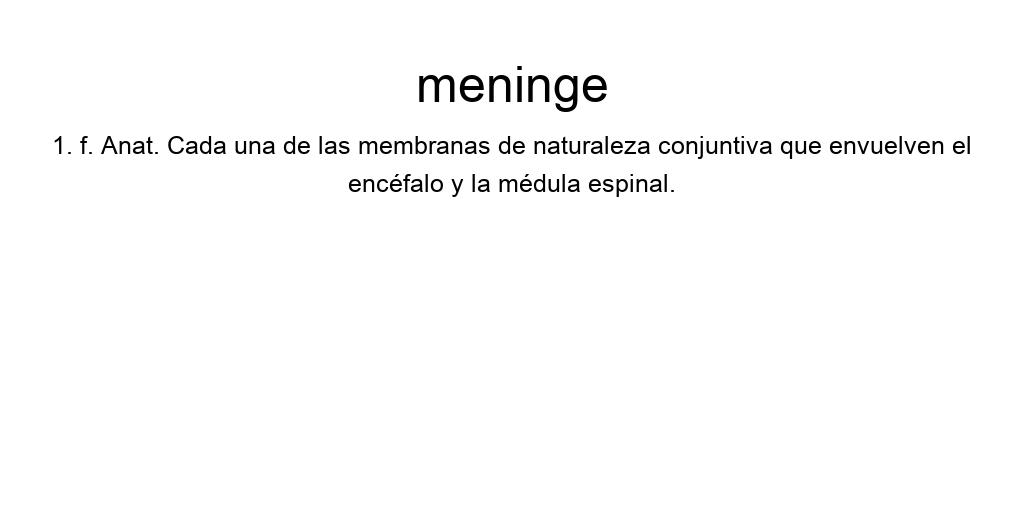 meninge
1. f. Anat. Cada una de las membranas de naturaleza conjuntiva que envuelven el
encéfalo y la médula espinal.